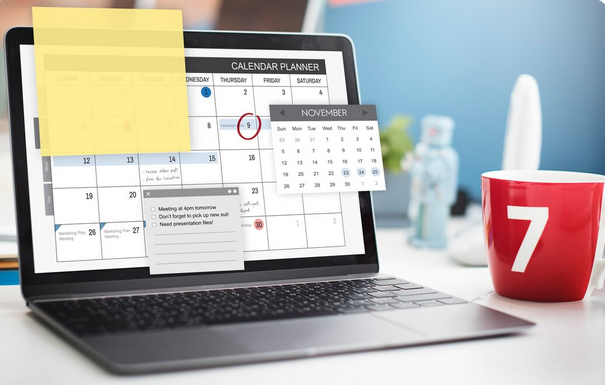 CALENDAR PLANNER
DNESDAY THURSDAY FRIDAY SATURDAY
1 2 3 4
8 9
12 13 14 15 16
19 20
Marketing Plan Meeting 26
Marketing Plan Meeting 27
30 1 2
NOVEMBER
Sun Mon Tue Wed Thu Fri Sat
29 30 31 1 2 3 4
5 6 7 8 9 10 11
12 13 14 15 16 17 18
19 20 21 22 23 24 25
26 27 28 29 30 1 2
Meeting at 4pm tomorrow
Don't forget to pick up new suit
Need presentation files!
7